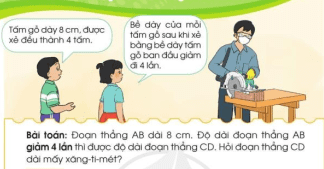 Tấm gỗ dày 8 cm, được
xẻ đều thành 4 tấm.
Bề dày của mỗi
tấm gỗ sau khi xẻ
bằng bề dày tấm
gỗ ban đầu giảm
đi 4 lần.
Bài toán: Đoạn thẳng AB dài 8 cm. Độ dài đoạn thẳng AB
giảm 4 lần thì được độ dài đoạn thẳng CD. Hỏi đoạn thẳng CD
dài mấy xăng-ti-mét?